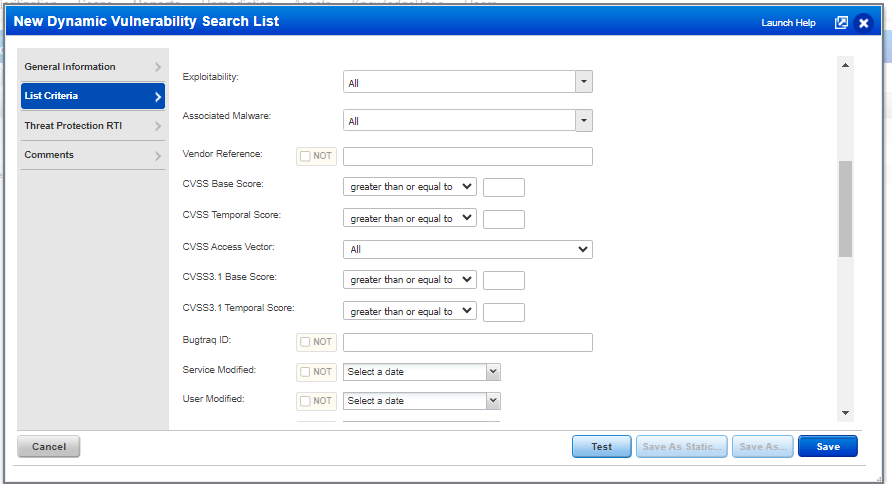 New Dynamic Vulnerability Search List
Launch Help
General Information
List Criteria
Threat Protection RTI
Comments
Exploitability:
All
Associated Malware:
All
Vendor Reference:
NOT
CVSS Base Score:
greater than or equal to
CVSS Temporal Score:
greater than or equal to
CVSS Access Vector:
All
CVSS3.1 Base Score:
greater than or equal to
CVSS3.1 Temporal Score:
greater than or equal to
Bugtraq ID:
NOT
Service Modified:
NOT
Select a date
User Modified:
NOT
Select a date
Cancel
Test
Save As Static...
Save As...
Save